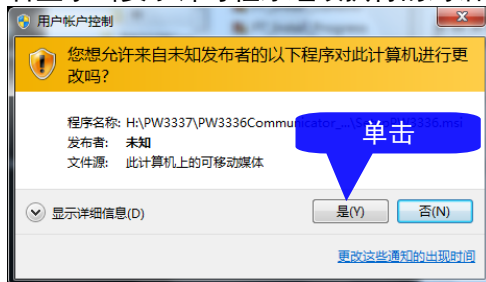 用户帐户控制
您想允许来自未知发布者的以下程序对此计算机进行更
改吗?
程序名称: H:\PW3337\PW3336Communicator_...\
单击
发布者: 未知
文件源: 此计算机上的可移动媒体
显示详细信息(D)
是(Y)
否(N)
更改这些通知的出现时间